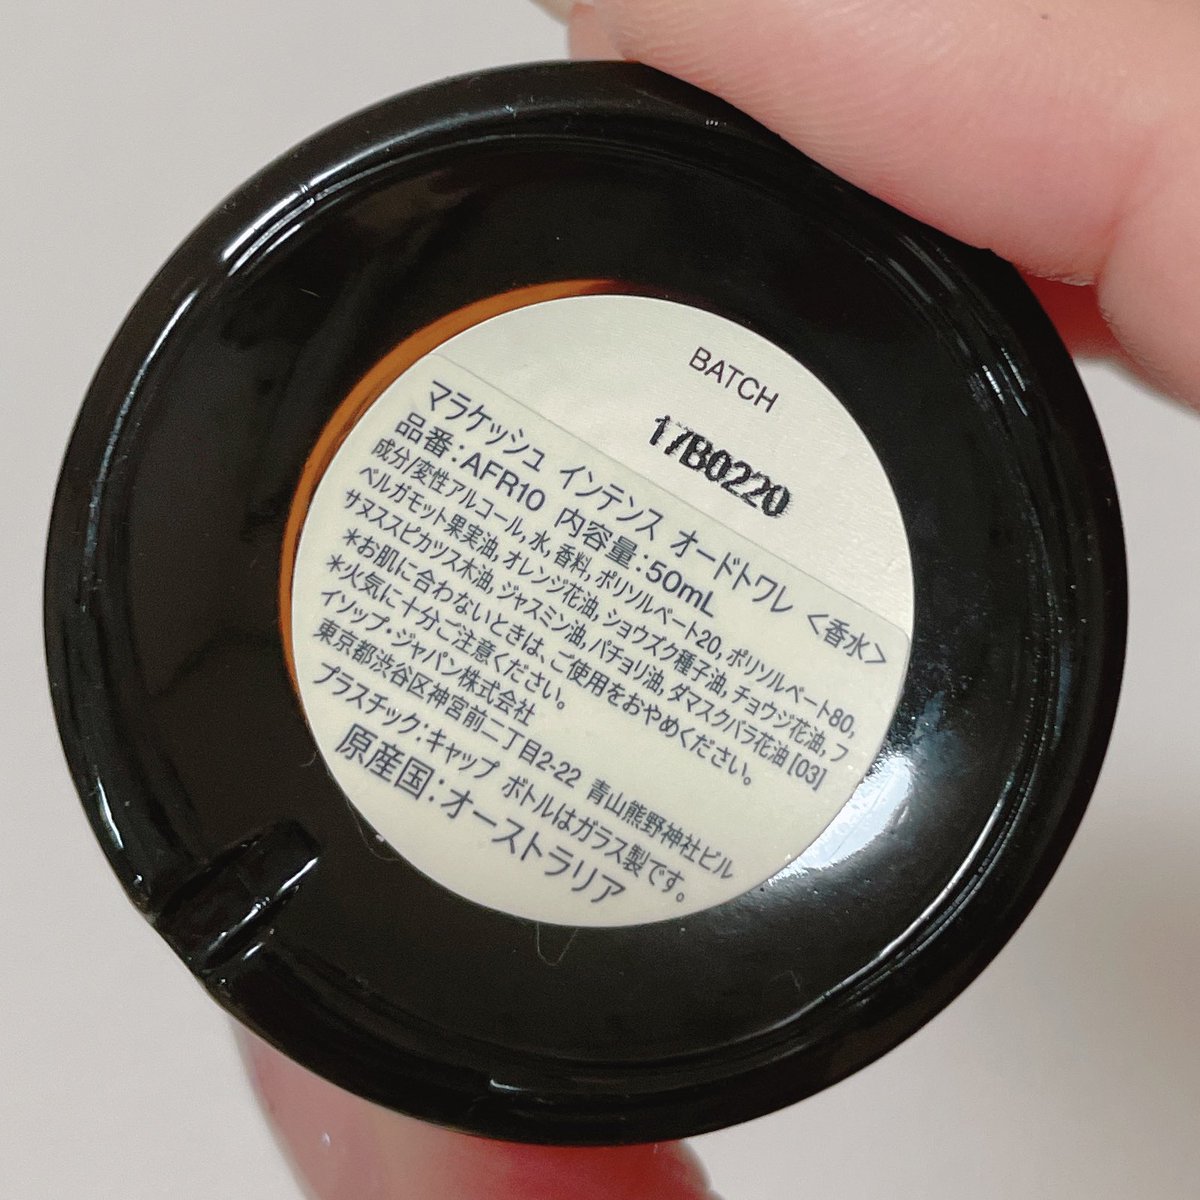 BATCH
17B0220
マラケッシュ インテンス オードトワレ <香水>
品番:AFR10 内容量:50mL
成分/変性アルコール, 水, 香料, ポリソルベート20, ポリソルベート80,
ベルガモット果実油, オレンジ花油, ショウズク種子油, チョウジ花油, フ
サヌススピカツス木油, ジャスミン油, パチョリ油, ダマスクバラ花油 [03]
*お肌に合わないときは、ご使用をおやめください。
*火気に十分ご注意ください。
イソップ・ジャパン株式会社
東京都渋谷区神宮前二丁目2-22 青山熊野神社ビル
プラスチック:キャップ ボトルはガラス製です。
原産国:オーストラリア